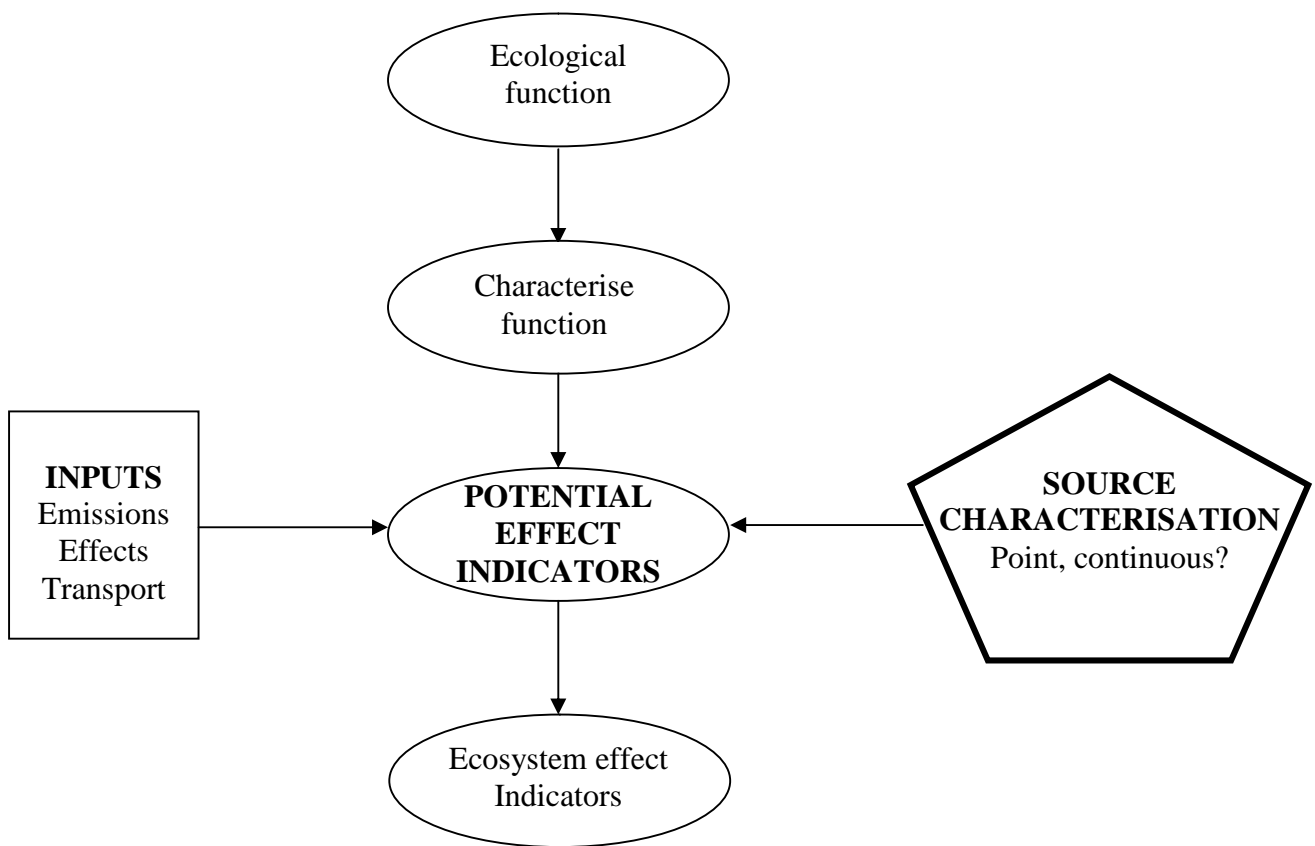 Ecological
function
Characterise
function
INPUTS
Emissions
Effects
Transport
POTENTIAL
EFFECT
INDICATORS
SOURCE
CHARACTERISATION
Point, continuous?
Ecosystem effect
Indicators